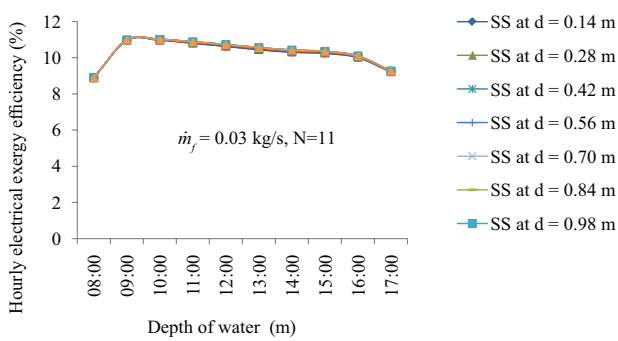 Hourly electrical exergy efficiency (%)
12
10
8
6
4
2
0
ṁf = 0.03 kg/s, N=11
08:00
09:00
10:00
11:00
12:00
13:00
14:00
15:00
16:00
17:00
Depth of water (m)
SS at d = 0.14 m
SS at d = 0.28 m
SS at d = 0.42 m
SS at d = 0.56 m
SS at d = 0.70 m
SS at d = 0.84 m
SS at d = 0.98 m